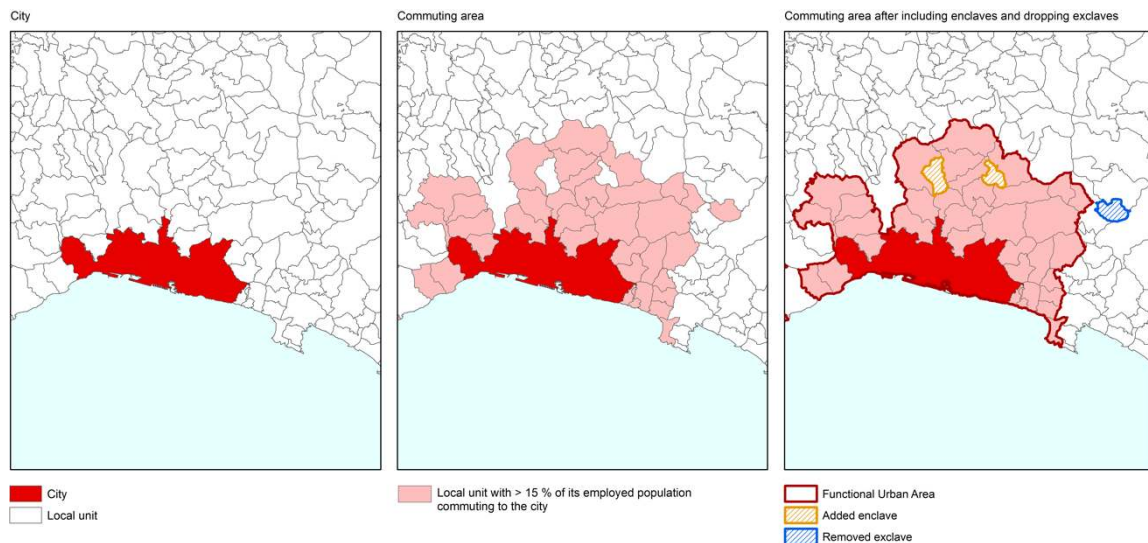 City
Commuting area
Commuting area after including enclaves and dropping exclaves
City
Local unit
Local unit with > 15 % of its employed population
commuting to the city
Functional Urban Area
Added enclave
Removed exclave